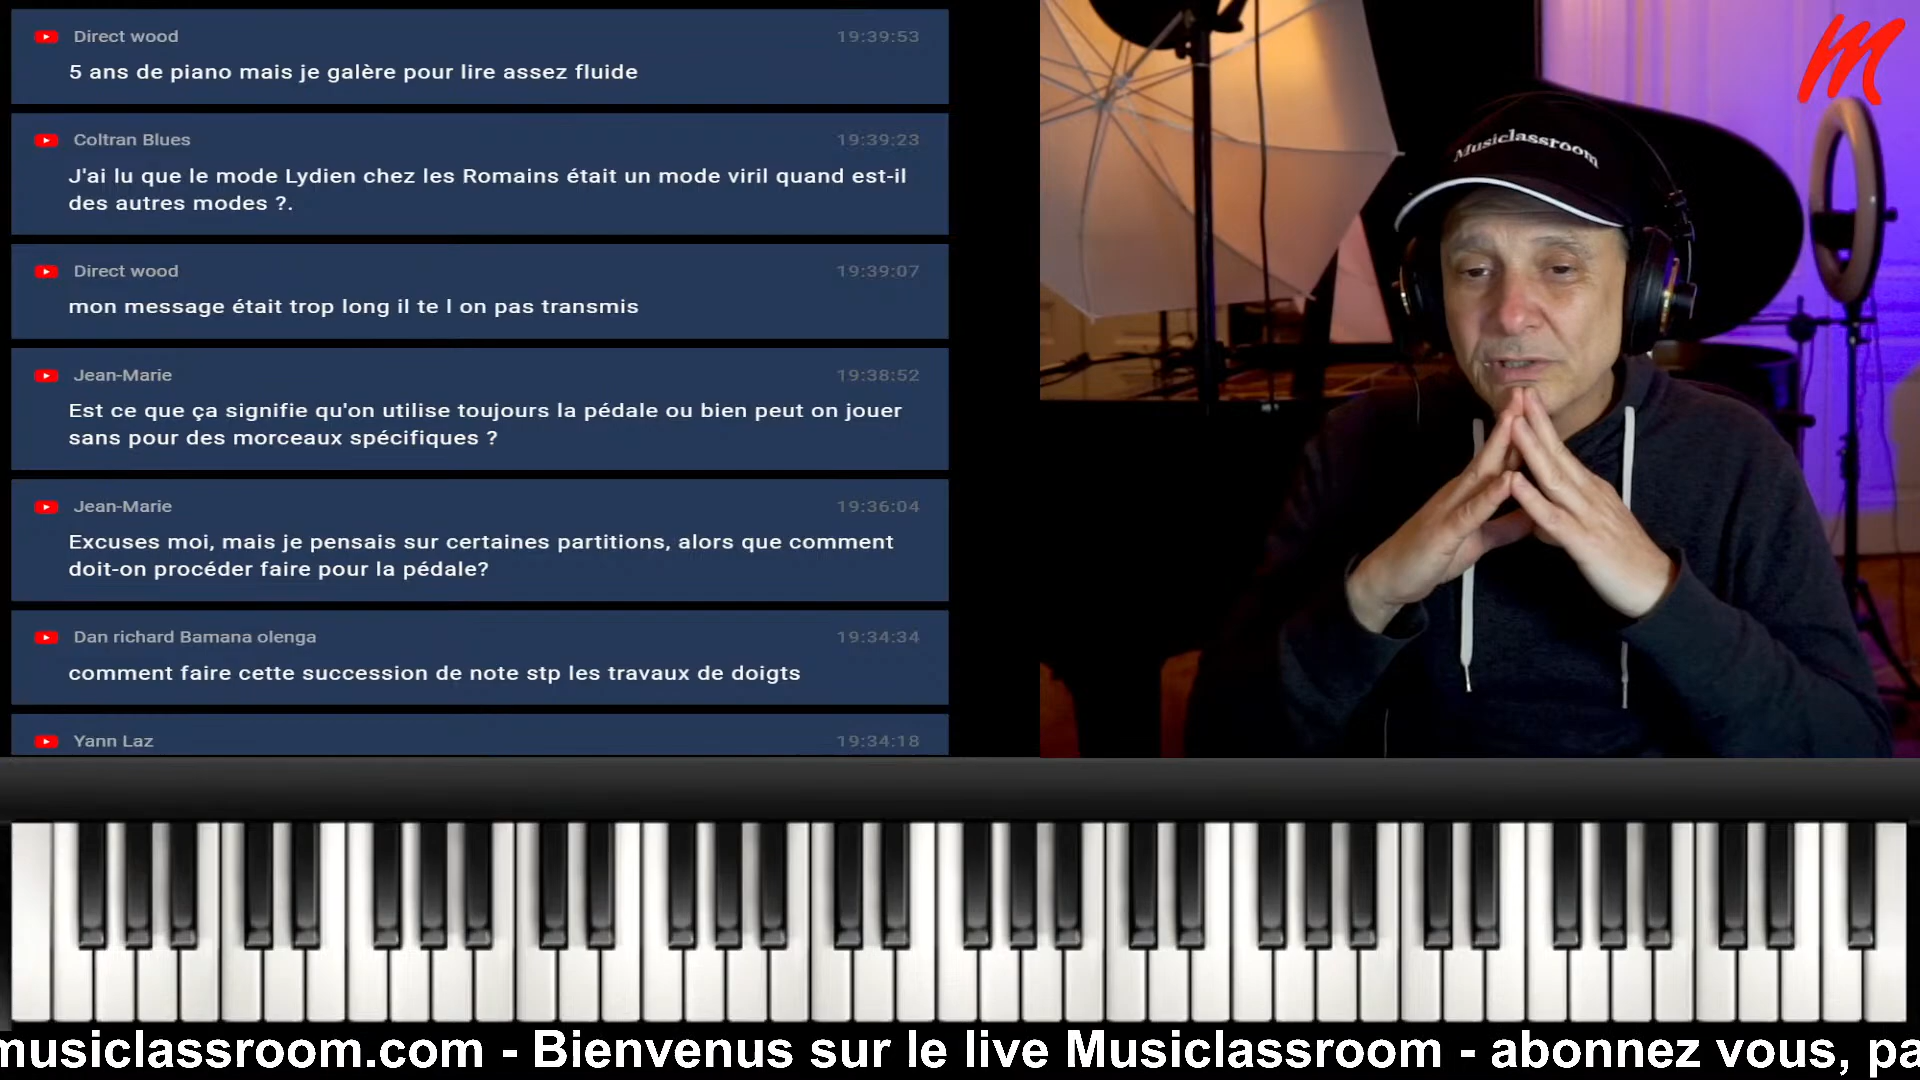 Direct wood 19:39:53
5 ans de piano mais je galère pour lire assez fluide
Coltran Blues 19:39:23
J'ai lu que le mode Lydien chez les Romains était un mode viril quand est-il
des autres modes ?.
Direct wood 19:39:07
mon message était trop long il te l on pas transmis
Jean-Marie 19:38:52
Est ce que ça signifie qu'on utilise toujours la pédale ou bien peut on jouer
sans pour des morceaux spécifiques ?
Jean-Marie 19:36:04
Excuses moi, mais je pensais sur certaines partitions, alors que comment
doit-on procéder faire pour la pédale?
Dan richard Bamana olenga 19:34:34
comment faire cette succession de note stp les travaux de doigts
Yann Laz 19:34:18
M
Musiclassroom
musiclassroom.com - Bienvenus sur le live Musiclassroom - abonnez vous, pa